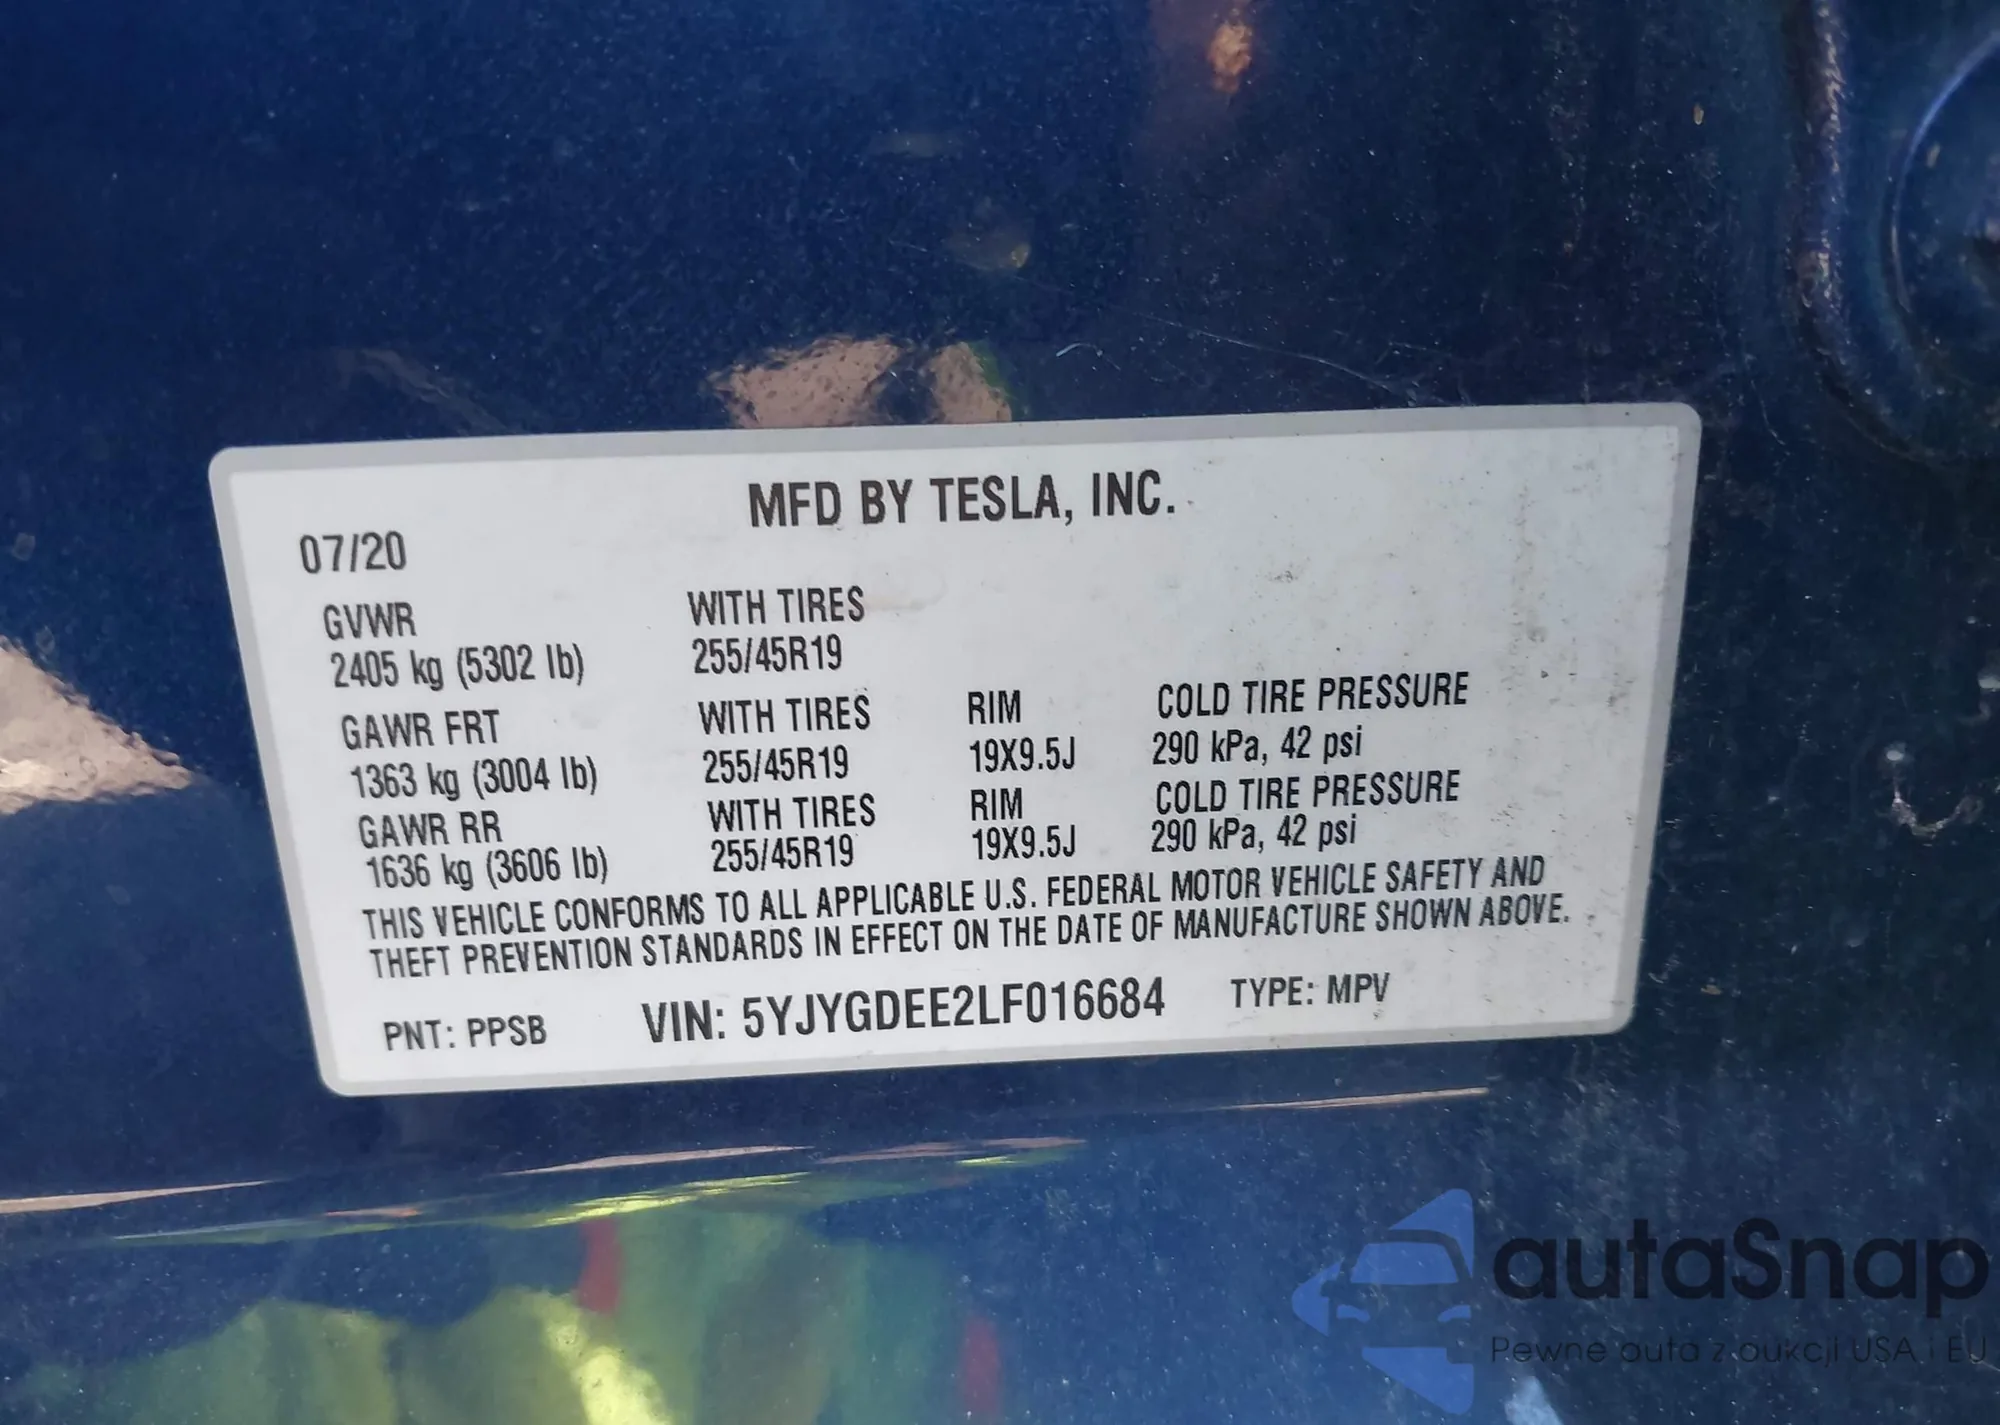 MFD BY TESLA, INC.
07/20
GVWR WITH TIRES
2405 kg (5302 lb) 255/45R19
GAWR FRT WITH TIRES RIM COLD TIRE PRESSURE
1363 kg (3004 lb) 255/45R19 19X9.5J 290 kPa, 42 psi
GAWR RR WITH TIRES RIM COLD TIRE PRESSURE
1636 kg (3606 lb) 255/45R19 19X9.5J 290 kPa, 42 psi
THIS VEHICLE CONFORMS TO ALL APPLICABLE U.S. FEDERAL MOTOR VEHICLE SAFETY AND
THEFT PREVENTION STANDARDS IN EFFECT ON THE DATE OF MANUFACTURE SHOWN ABOVE.
PNT: PPSB VIN: 5YJYGDEE2LF016684 TYPE: MPV
autaSnap
Pewne auta z aukcji USA i EU